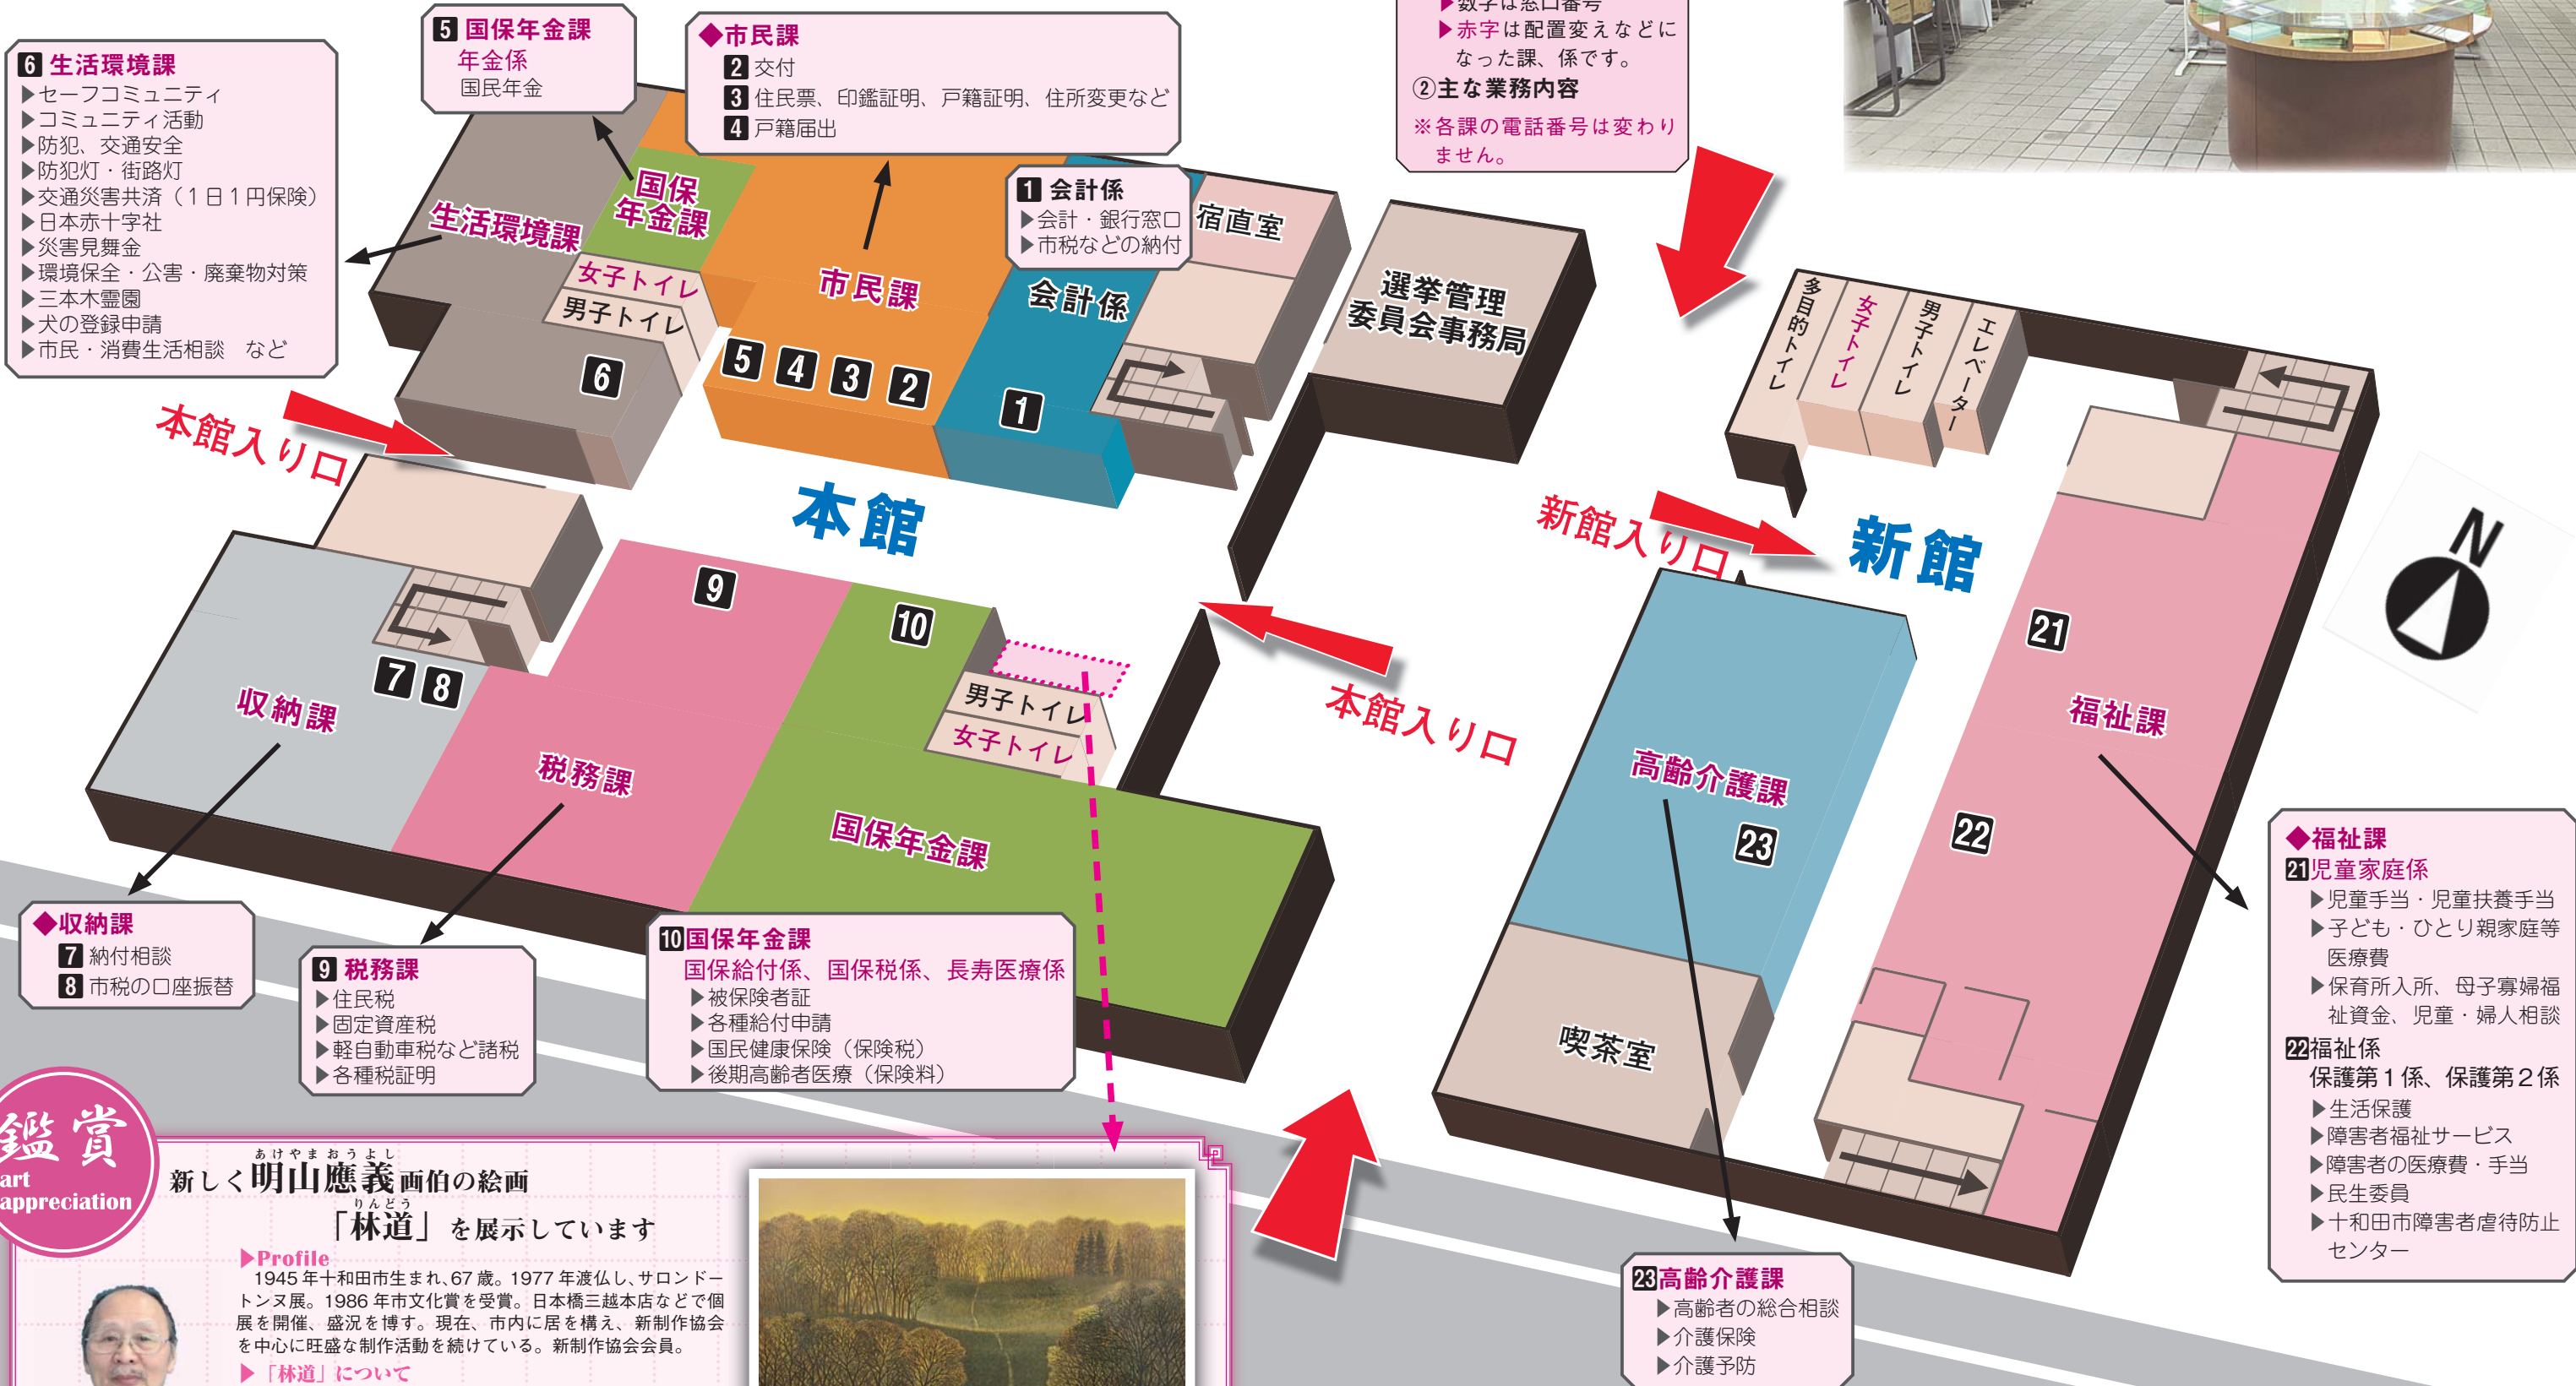 6 生活環境課
▶セーフコミュニティ
▶コミュニティ活動
▶防犯、交通安全
▶防犯灯・街路灯
▶交通災害共済（1日1円保険）
▶日本赤十字社
▶災害見舞金
▶環境保全・公害・廃棄物対策
▶三本木霊園
▶犬の登録申請
▶市民・消費生活相談　など
5 国保年金課
年金係
国民年金
◆市民課
2 交付
3 住民票、印鑑証明、戸籍証明、住所変更など
4 戸籍届出
1 会計係
▶会計・銀行窓口
▶市税などの納付
▶数字は窓口番号
▶赤字は配置変えなどに
なった課、係です。
②主な業務内容
※各課の電話番号は変わり
ません。
生活環境課
国保
年金課
女子トイレ
男子トイレ
6
市民課
5 4 3 2
会計係
1
宿直室
選挙管理
委員会事務局
多目的トイレ
女子トイレ
男子トイレ
エレベーター
本館入り口
本館
新館入り口
新館
N
本館入り口
7 8
収納課
9
税務課
10
男子トイレ
女子トイレ
国保年金課
高齢介護課
23
喫茶室
21
福祉課
22
◆収納課
7 納付相談
8 市税の口座振替
9 税務課
▶住民税
▶固定資産税
▶軽自動車税など諸税
▶各種税証明
10 国保年金課
国保給付係、国保税係、長寿医療係
▶被保険者証
▶各種給付申請
▶国民健康保険（保険税）
▶後期高齢者医療（保険料）
◆福祉課
21 児童家庭係
▶児童手当・児童扶養手当
▶子ども・ひとり親家庭等
医療費
▶保育所入所、母子寡婦福
祉資金、児童・婦人相談
22 福祉係
保護第1係、保護第2係
▶生活保護
▶障害者福祉サービス
▶障害者の医療費・手当
▶民生委員
▶十和田市障害者虐待防止
センター
23 高齢介護課
▶高齢者の総合相談
▶介護保険
▶介護予防
鑑賞
art
appreciation
あけやまおうよし
新しく明山應義画伯の絵画
りんどう
「林道」を展示しています
▶Profile
1945年十和田市生まれ、67歳。1977年渡仏し、サロンドー
トンヌ展。1986年市文化賞を受賞。日本橋三越本店などで個
展を開催、盛況を博す。現在、市内に居を構え、新制作協会
を中心に旺盛な制作活動を続けている。新制作協会会員。
▶「林道」について